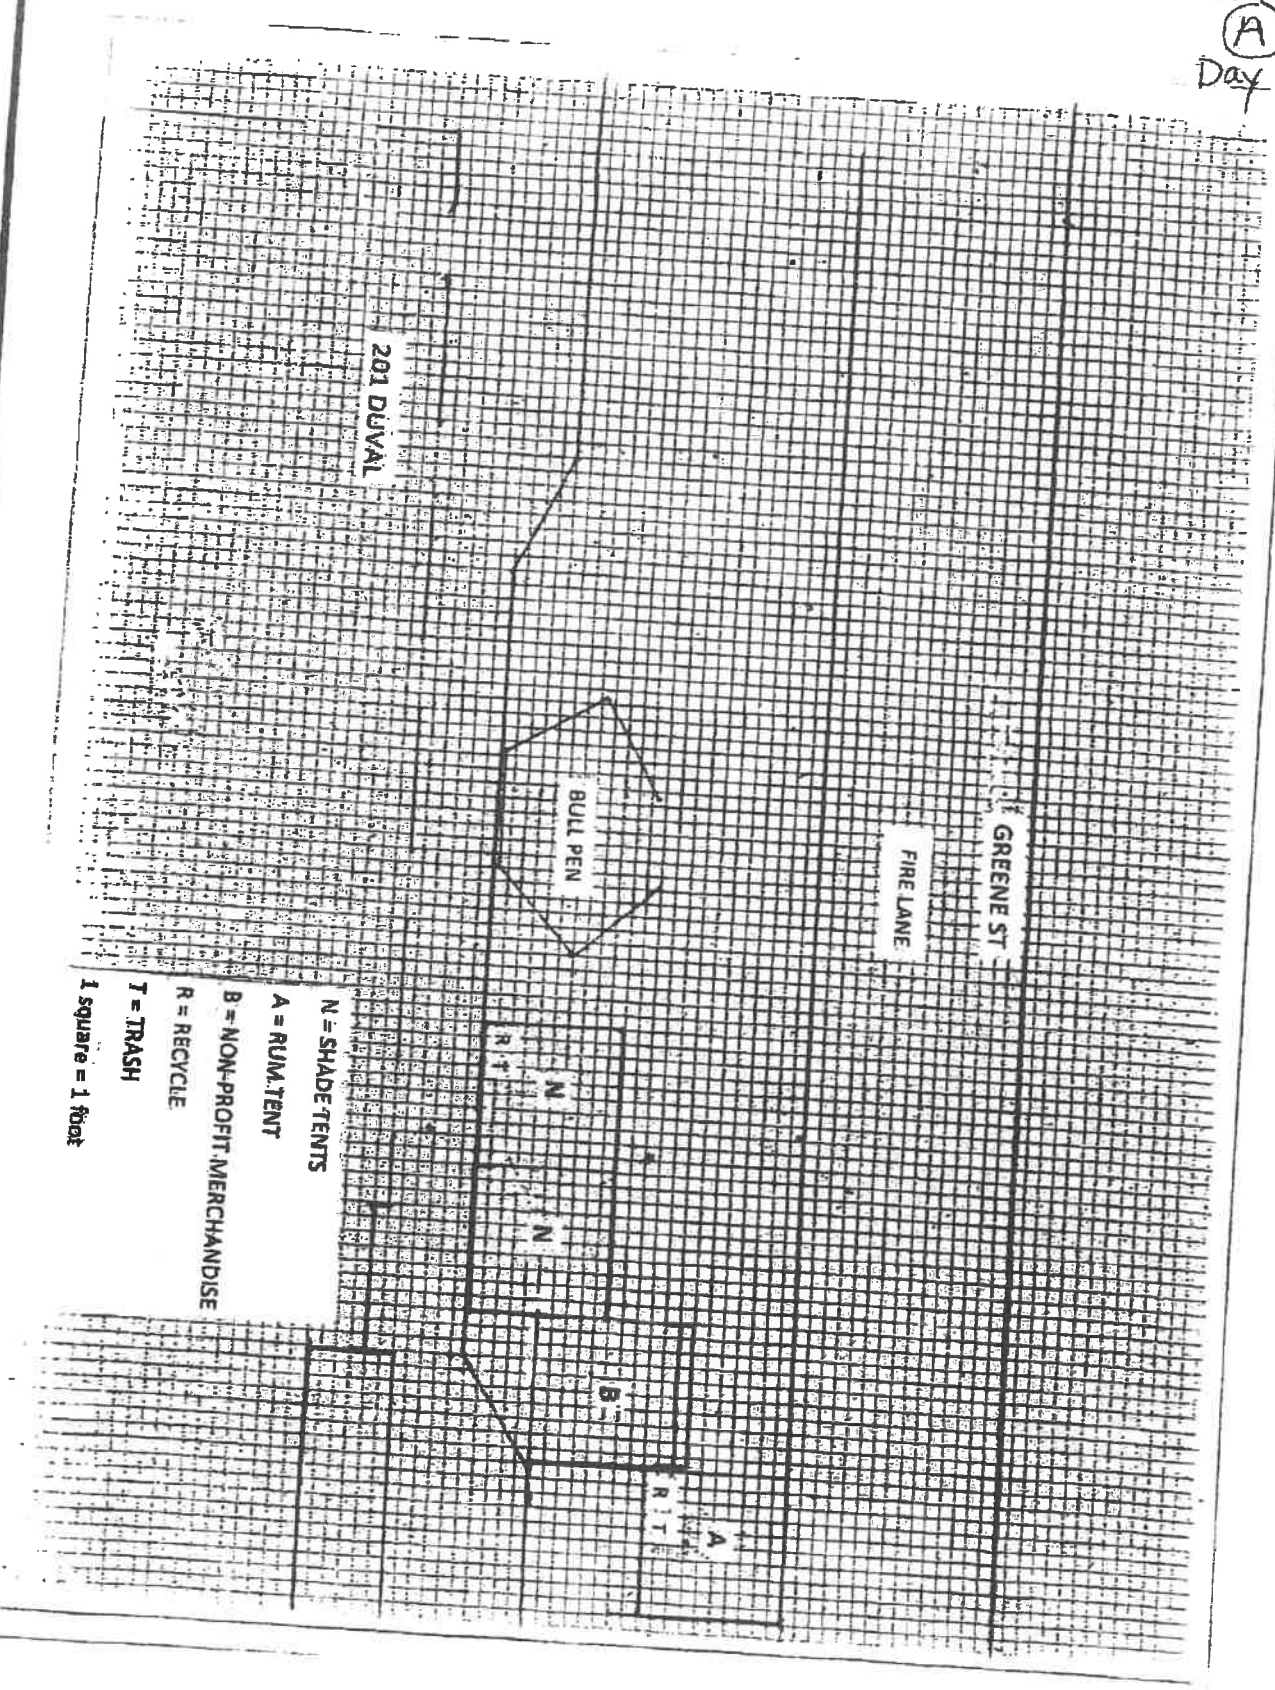 A
Day
GREENE ST
FIRE LANE
BULL PEN
201 DUVAL
R T
N
N
B
R T
A
N = SHADE TENTS
A = RUM TENT
B = NON-PROFIT MERCHANDISE
R = RECYCLE
T = TRASH
1 square = 1 foot